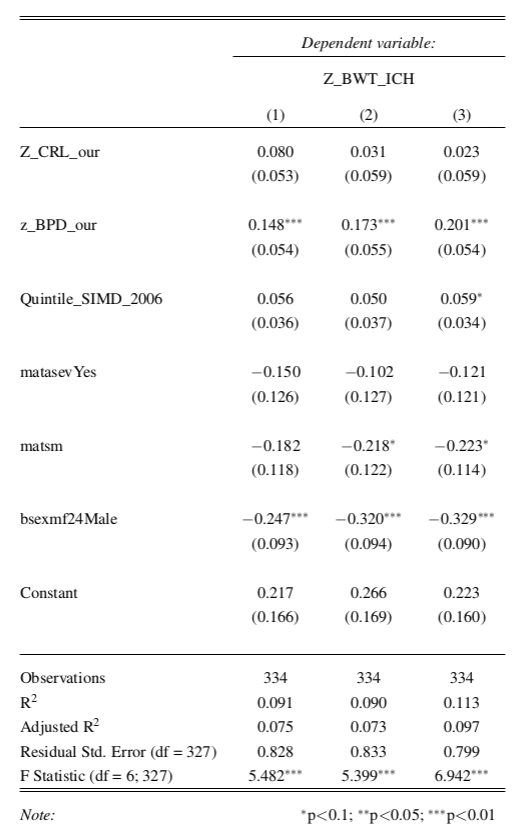 Dependent variable:
Z_BWT_ICH
(1) (2) (3)
Z_CRL_our 0.080 0.031 0.023
(0.053) (0.059) (0.059)
z_BPD_our 0.148*** 0.173*** 0.201***
(0.054) (0.055) (0.054)
Quintile_SIMD_2006 0.056 0.050 0.059*
(0.036) (0.037) (0.034)
matasevYes −0.150 −0.102 −0.121
(0.126) (0.127) (0.121)
matsm −0.182 −0.218* −0.223*
(0.118) (0.122) (0.114)
bsexmf24Male −0.247*** −0.320*** −0.329***
(0.093) (0.094) (0.090)
Constant 0.217 0.266 0.223
(0.166) (0.169) (0.160)
Observations 334 334 334
R² 0.091 0.090 0.113
Adjusted R² 0.075 0.073 0.097
Residual Std. Error (df = 327) 0.828 0.833 0.799
F Statistic (df = 6; 327) 5.482*** 5.399*** 6.942***
Note: *p<0.1; **p<0.05; ***p<0.01